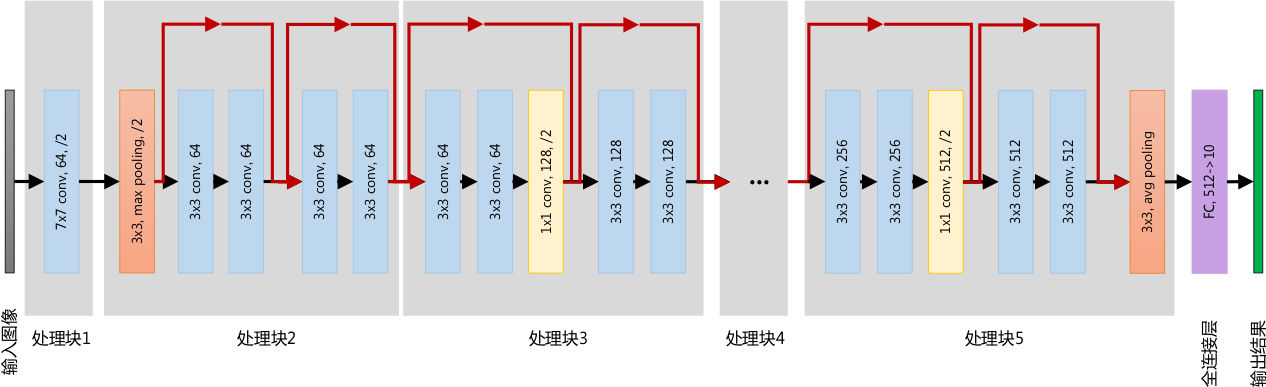 输入图像
7x7 conv, 64, /2
处理块1
3x3, max pooling, /2
3x3 conv, 64
3x3 conv, 64
3x3 conv, 64
3x3 conv, 64
处理块2
3x3 conv, 64
3x3 conv, 64
1x1 conv, 128, /2
3x3 conv, 128
3x3 conv, 128
处理块3
...
处理块4
3x3 conv, 256
3x3 conv, 256
1x1 conv, 512, /2
3x3 conv, 512
3x3 conv, 512
3x3, avg pooling
处理块5
FC, 512->10
全连接层
输出结果